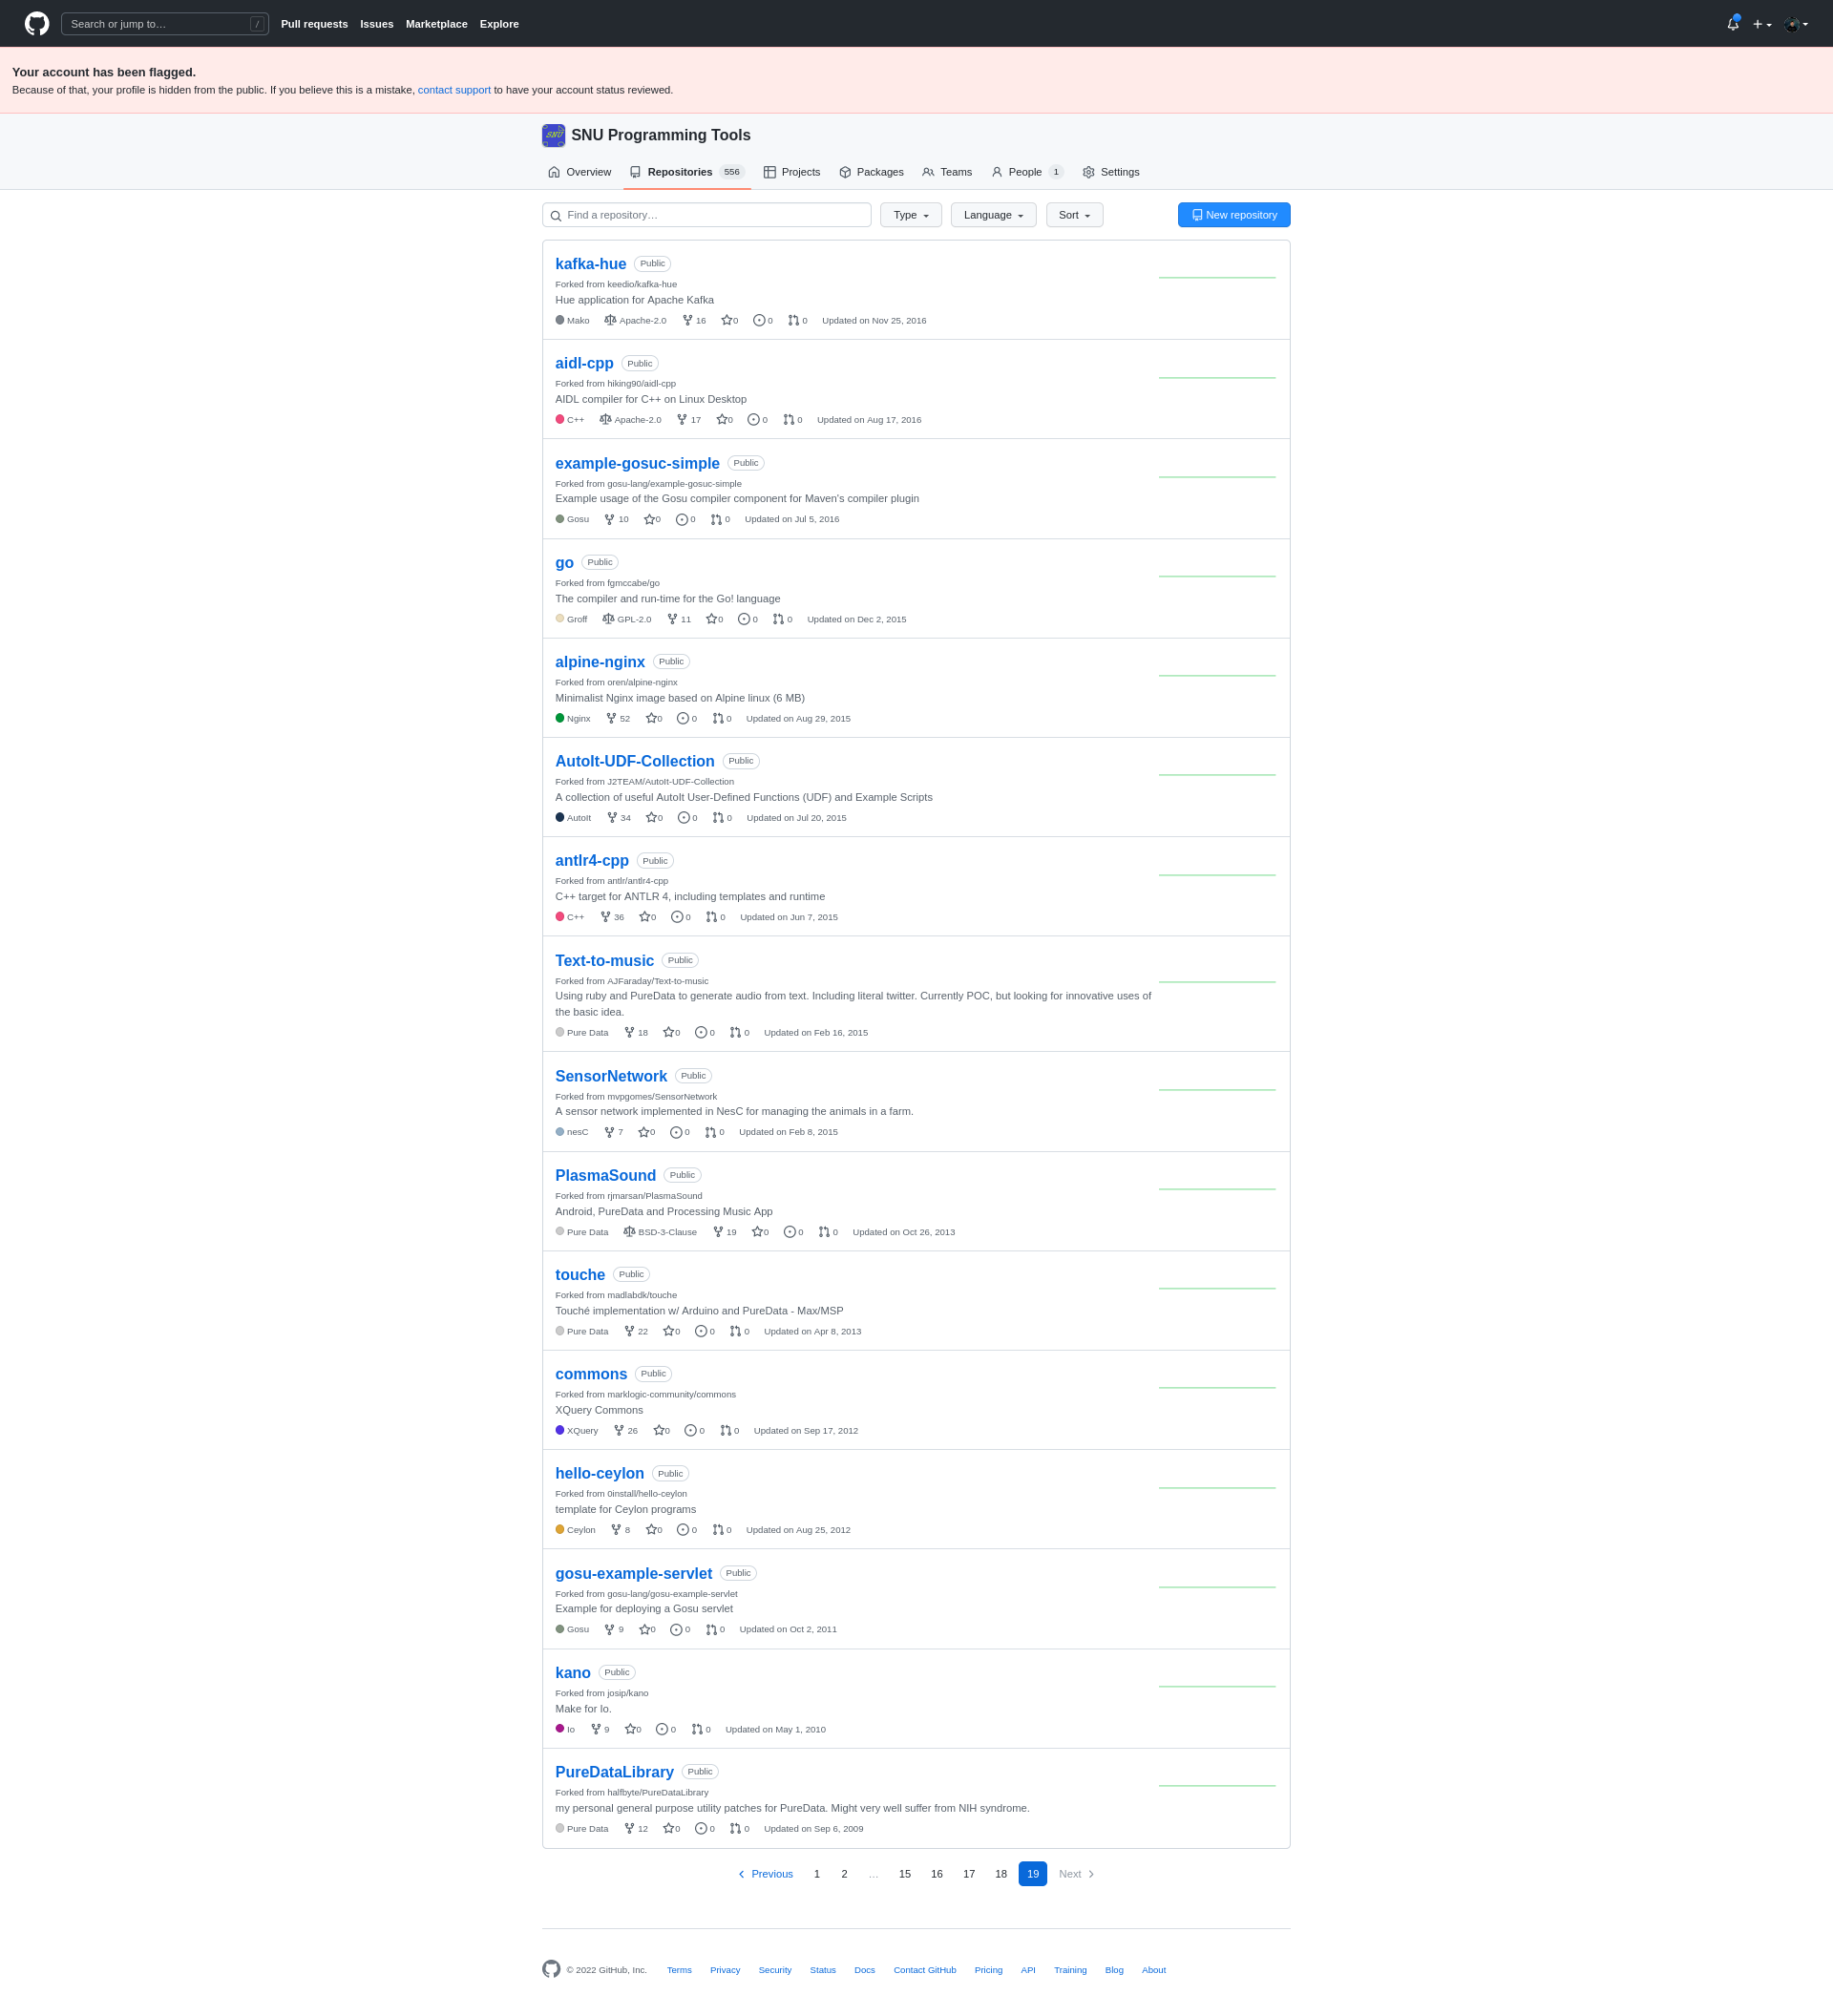 Search or jump to… /
Pull requests Issues Marketplace Explore
Your account has been flagged.
Because of that, your profile is hidden from the public. If you believe this is a mistake, contact support to have your account status reviewed.
SNU SNU Programming Tools
Overview Repositories 556 Projects Packages Teams People 1 Settings
Find a repository… Type Language Sort New repository
kafka-hue Public
Forked from keedio/kafka-hue
Hue application for Apache Kafka
Mako Apache-2.0 16 0 0 0 Updated on Nov 25, 2016
aidl-cpp Public
Forked from hiking90/aidl-cpp
AIDL compiler for C++ on Linux Desktop
C++ Apache-2.0 17 0 0 0 Updated on Aug 17, 2016
example-gosuc-simple Public
Forked from gosu-lang/example-gosuc-simple
Example usage of the Gosu compiler component for Maven's compiler plugin
Gosu 10 0 0 0 Updated on Jul 5, 2016
go Public
Forked from fgmccabe/go
The compiler and run-time for the Go! language
Groff GPL-2.0 11 0 0 0 Updated on Dec 2, 2015
alpine-nginx Public
Forked from oren/alpine-nginx
Minimalist Nginx image based on Alpine linux (6 MB)
Nginx 52 0 0 0 Updated on Aug 29, 2015
AutoIt-UDF-Collection Public
Forked from J2TEAM/AutoIt-UDF-Collection
A collection of useful AutoIt User-Defined Functions (UDF) and Example Scripts
AutoIt 34 0 0 0 Updated on Jul 20, 2015
antlr4-cpp Public
Forked from antlr/antlr4-cpp
C++ target for ANTLR 4, including templates and runtime
C++ 36 0 0 0 Updated on Jun 7, 2015
Text-to-music Public
Forked from AJFaraday/Text-to-music
Using ruby and PureData to generate audio from text. Including literal twitter. Currently POC, but looking for innovative uses of
the basic idea.
Pure Data 18 0 0 0 Updated on Feb 16, 2015
SensorNetwork Public
Forked from mvpgomes/SensorNetwork
A sensor network implemented in NesC for managing the animals in a farm.
nesC 7 0 0 0 Updated on Feb 8, 2015
PlasmaSound Public
Forked from rjmarsan/PlasmaSound
Android, PureData and Processing Music App
Pure Data BSD-3-Clause 19 0 0 0 Updated on Oct 26, 2013
touche Public
Forked from madlabdk/touche
Touché implementation w/ Arduino and PureData - Max/MSP
Pure Data 22 0 0 0 Updated on Apr 8, 2013
commons Public
Forked from marklogic-community/commons
XQuery Commons
XQuery 26 0 0 0 Updated on Sep 17, 2012
hello-ceylon Public
Forked from 0install/hello-ceylon
template for Ceylon programs
Ceylon 8 0 0 0 Updated on Aug 25, 2012
gosu-example-servlet Public
Forked from gosu-lang/gosu-example-servlet
Example for deploying a Gosu servlet
Gosu 9 0 0 0 Updated on Oct 2, 2011
kano Public
Forked from josip/kano
Make for Io.
Io 9 0 0 0 Updated on May 1, 2010
PureDataLibrary Public
Forked from halfbyte/PureDataLibrary
my personal general purpose utility patches for PureData. Might very well suffer from NIH syndrome.
Pure Data 12 0 0 0 Updated on Sep 6, 2009
Previous 1 2 … 15 16 17 18 19 Next
© 2022 GitHub, Inc. Terms Privacy Security Status Docs Contact GitHub Pricing API Training Blog About